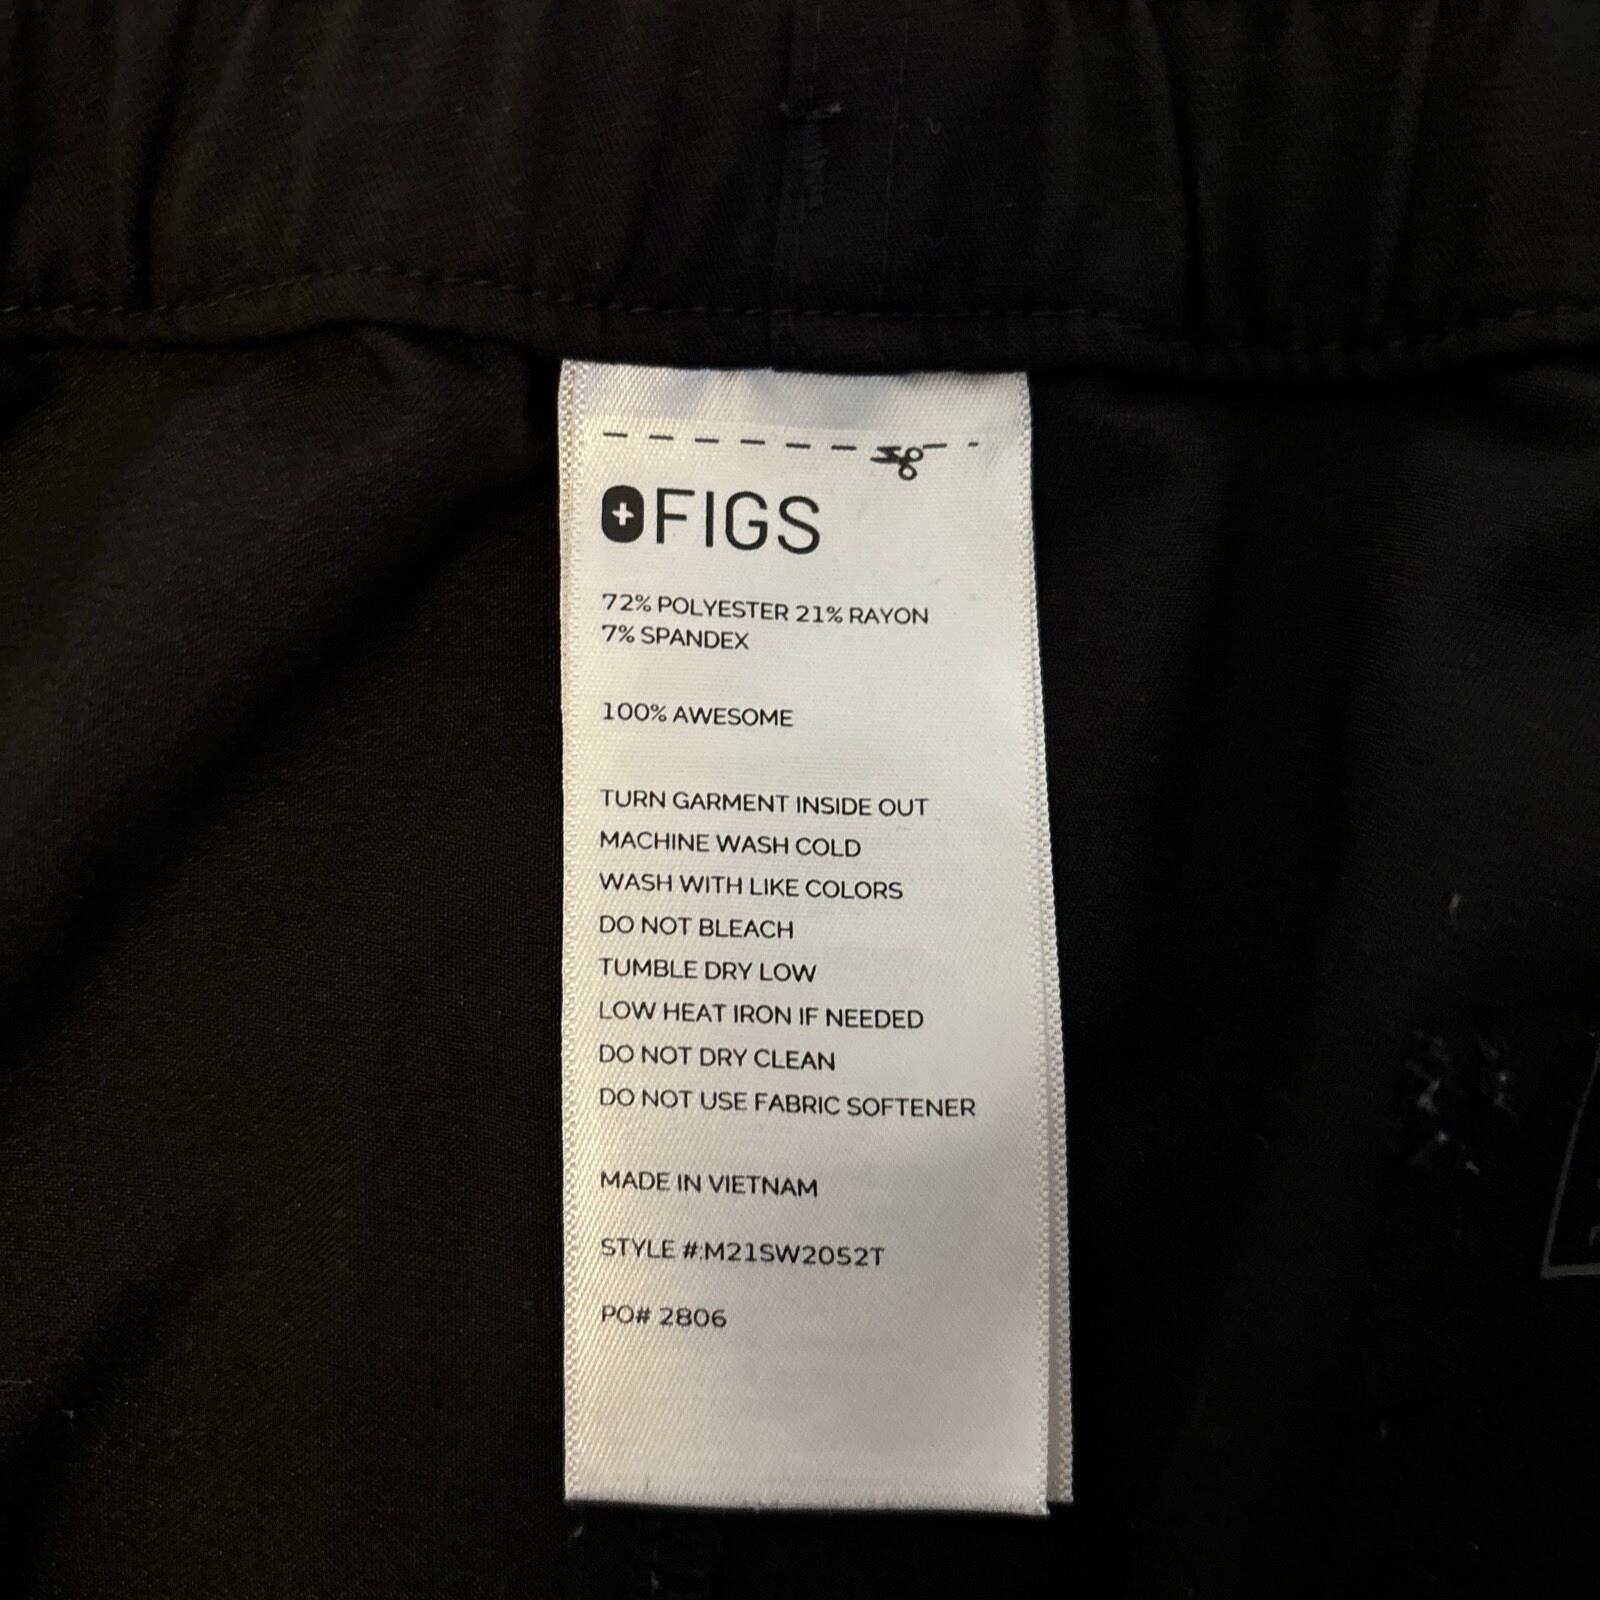 FIGS
72% POLYESTER 21% RAYON
7% SPANDEX
100% AWESOME
TURN GARMENT INSIDE OUT
MACHINE WASH COLD
WASH WITH LIKE COLORS
DO NOT BLEACH
TUMBLE DRY LOW
LOW HEAT IRON IF NEEDED
DO NOT DRY CLEAN
DO NOT USE FABRIC SOFTENER
MADE IN VIETNAM
STYLE #:M21SW2052T
PO# 2806